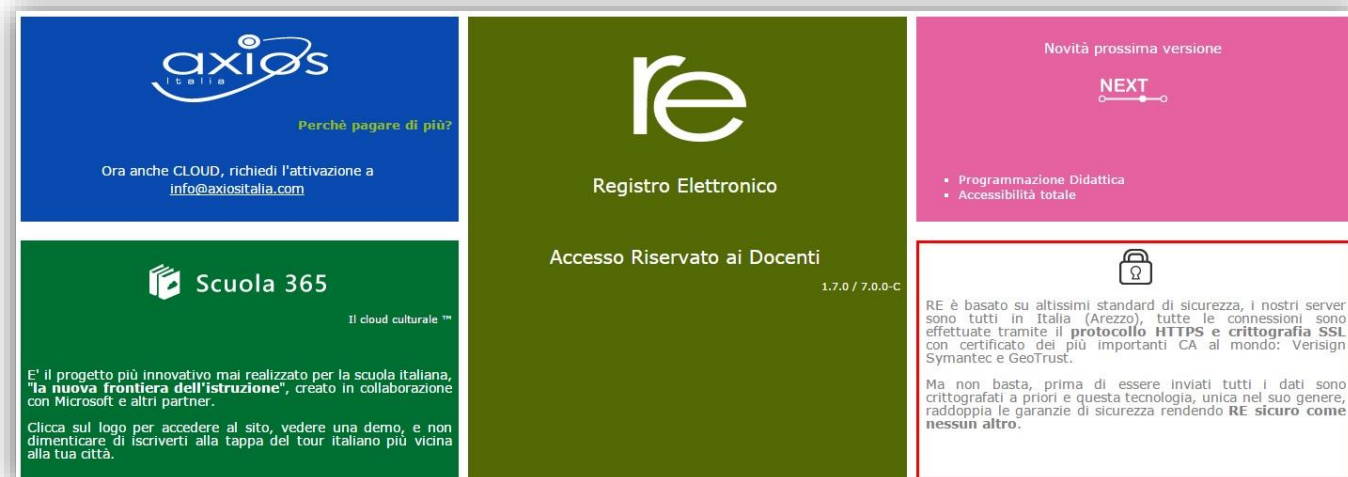 axios
Italia
Perchè pagare di più?
Ora anche CLOUD, richiedi l'attivazione a
info@axiositalia.com
Scuola 365
Il cloud culturale ™
E' il progetto più innovativo mai realizzato per la scuola italiana,
"la nuova frontiera dell'istruzione", creato in collaborazione
con Microsoft e altri partner.
Clicca sul logo per accedere al sito, vedere una demo, e non
dimenticare di iscriverti alla tappa del tour italiano più vicina
alla tua città.
re
Registro Elettronico
Accesso Riservato ai Docenti
1.7.0 / 7.0.0-C
Novità prossima versione
NEXT
▪ Programmazione Didattica
▪ Accessibilità totale
RE è basato su altissimi standard di sicurezza, i nostri server
sono tutti in Italia (Arezzo), tutte le connessioni sono
effettuate tramite il protocollo HTTPS e crittografia SSL
con certificato dei più importanti CA al mondo: Verisign
Symantec e GeoTrust.
Ma non basta, prima di essere inviati tutti i dati sono
crittografati a priori e questa tecnologia, unica nel suo genere,
raddoppia le garanzie di sicurezza rendendo RE sicuro come
nessun altro.